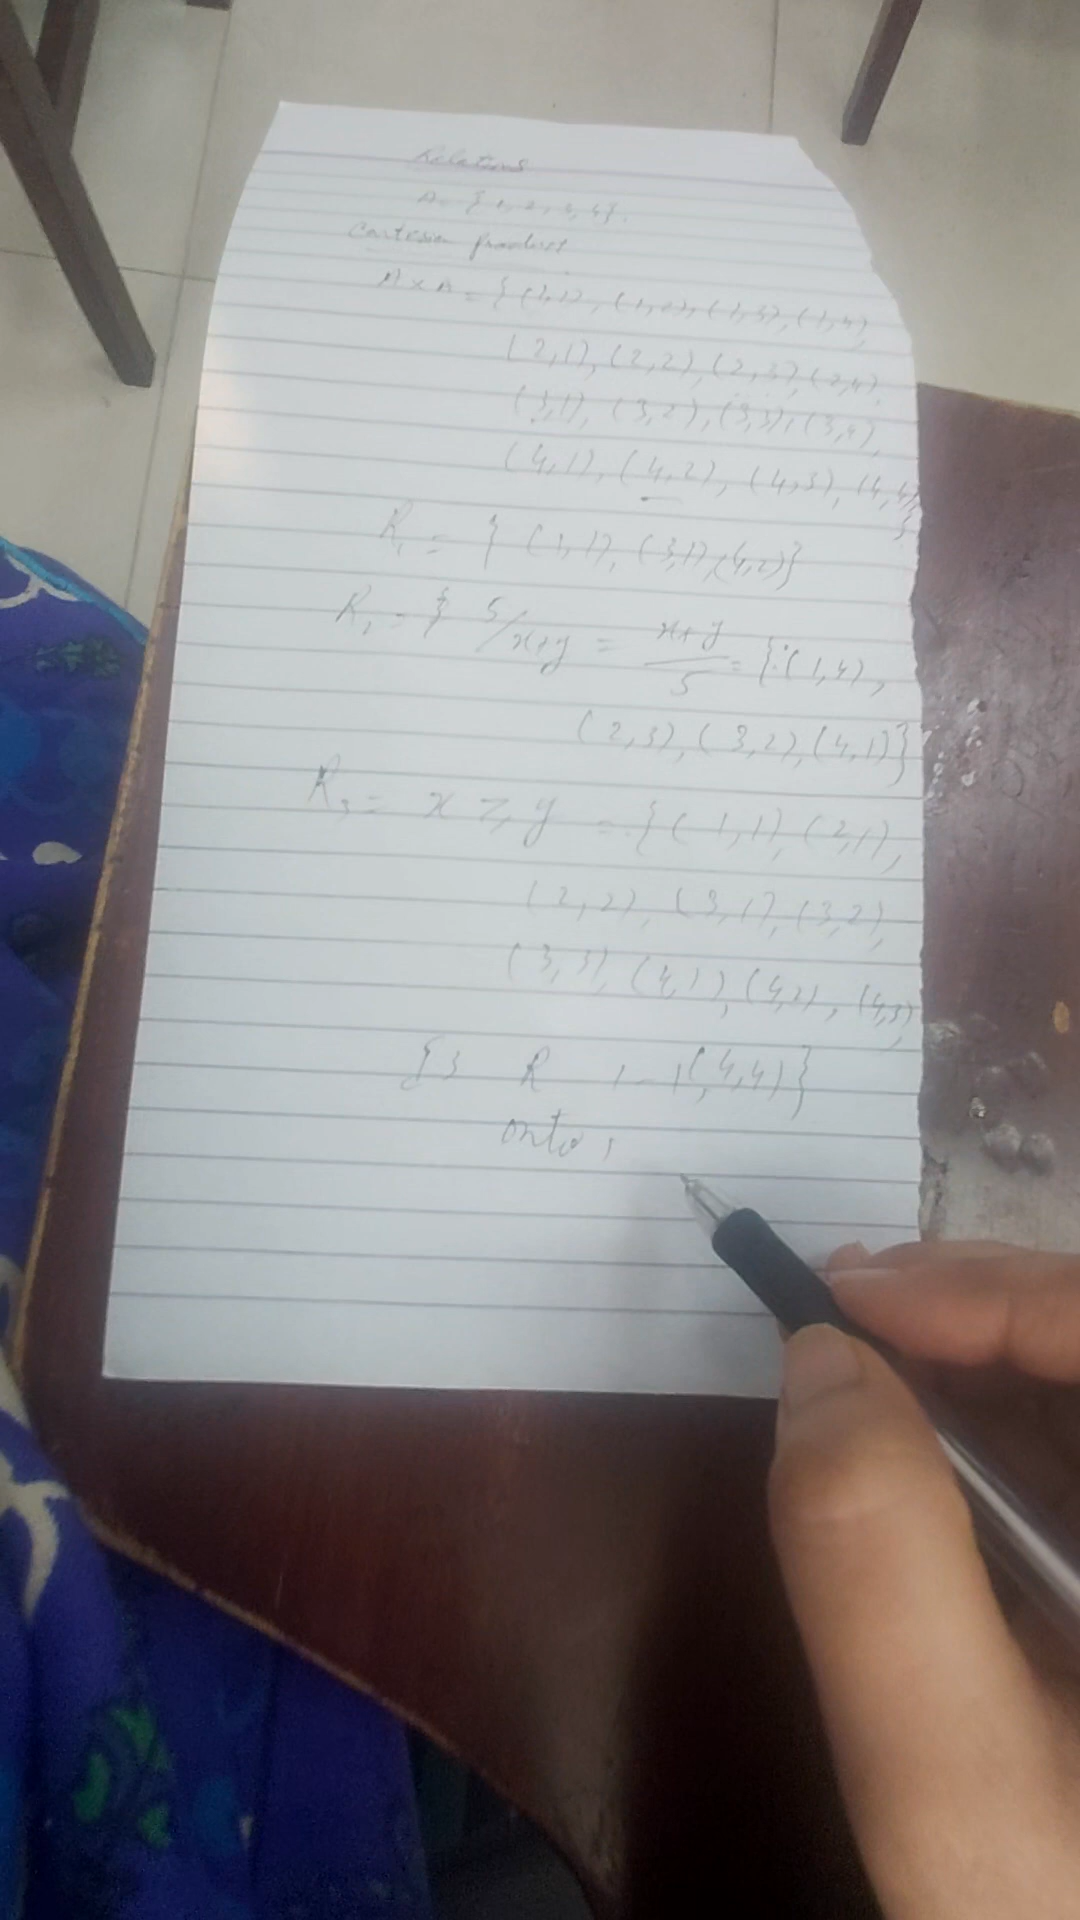 Relations
A = {1, 2, 3, 4}.
Cartesian product
A × A = {(1,1), (1,2), (1,3), (1,4),
(2,1), (2,2), (2,3), (2,4),
(3,1), (3,2), (3,3), (3,4),
(4,1), (4,2), (4,3), (4,4)
}
R₁ = { (1,1), (3,1), (4,2)}
R₂ = { 5/x+y = x+y/5 = {(1,4),
(2,3), (3,2), (4,1)}
R₃ = x ≥ y = {(1,1), (2,1),
(2,2), (3,1), (3,2),
(3,3), (4,1), (4,2), (4,3),
R 1-1 (4,4)}
onto,